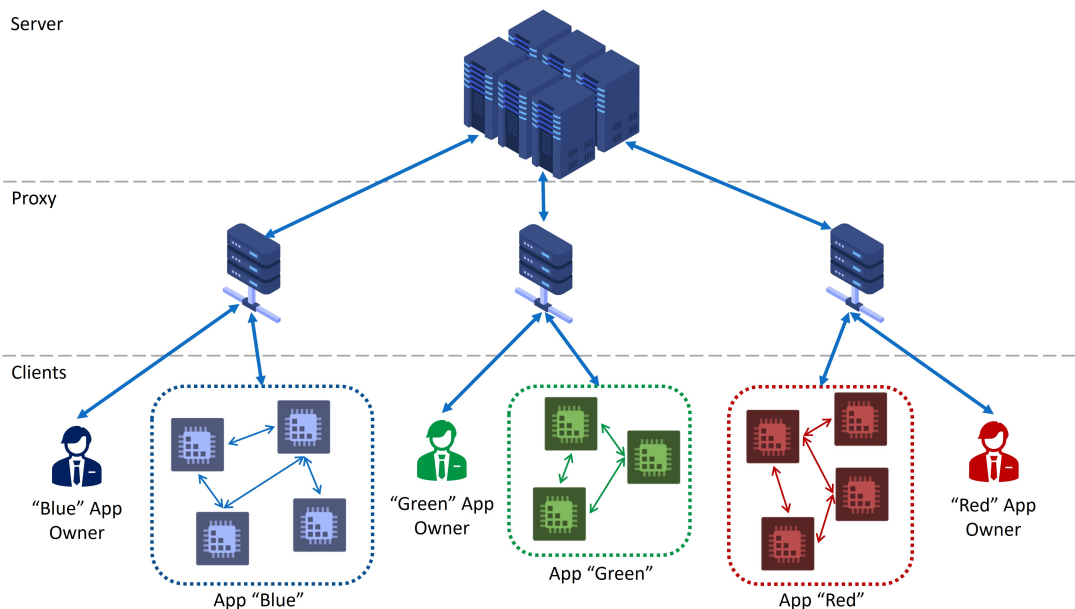 Server
Proxy
Clients
“Blue” App
Owner
App “Blue”
“Green” App
Owner
App “Green”
App “Red”
“Red” App
Owner